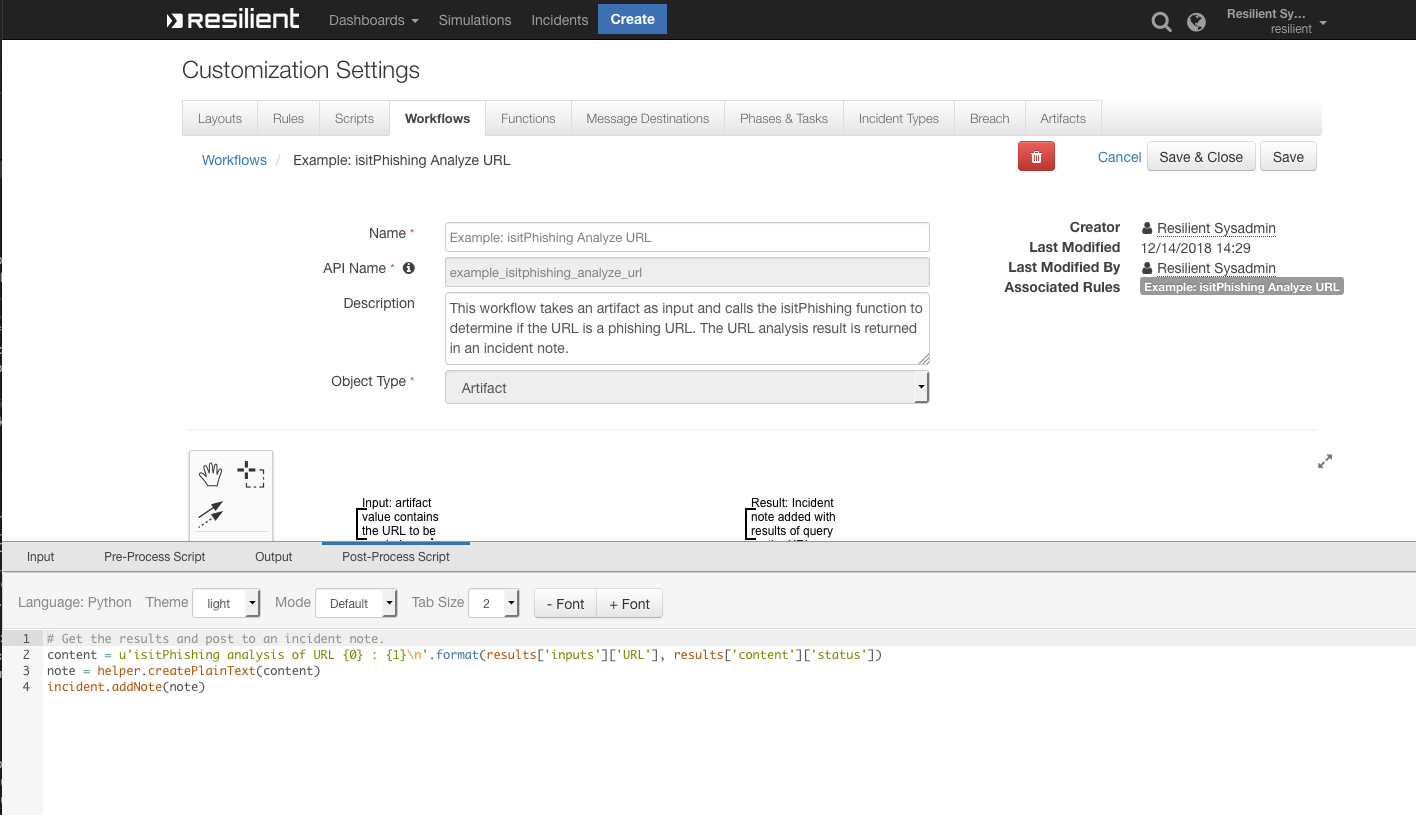 resilient Dashboards Simulations Incidents Create Resilient Sy...
resilient
Customization Settings
Layouts Rules Scripts Workflows Functions Message Destinations Phases & Tasks Incident Types Breach Artifacts
Workflows / Example: isitPhishing Analyze URL Cancel Save & Close Save
Name * Example: isitPhishing Analyze URL
API Name * example_isitphishing_analyze_url
Description This workflow takes an artifact as input and calls the isitPhishing function to
determine if the URL is a phishing URL. The URL analysis result is returned
in an incident note.
Object Type * Artifact
Creator Resilient Sysadmin
Last Modified 12/14/2018 14:29
Last Modified By Resilient Sysadmin
Associated Rules Example: isitPhishing Analyze URL
Input: artifact
value contains
the URL to be
Result: Incident
note added with
results of query
Input Pre-Process Script Output Post-Process Script
Language: Python Theme light Mode Default Tab Size 2 - Font + Font
1 # Get the results and post to an incident note.
2 content = u'isitPhishing analysis of URL {0} : {1}\n'.format(results['inputs']['URL'], results['content']['status'])
3 note = helper.createPlainText(content)
4 incident.addNote(note)